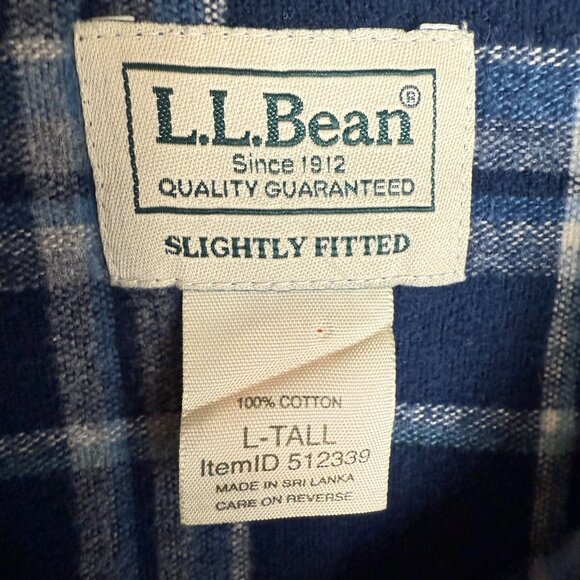 L.L.Bean®
Since 1912
QUALITY GUARANTEED
SLIGHTLY FITTED
100% COTTON
L-TALL
ItemID 512339
MADE IN SRI LANKA
CARE ON REVERSE